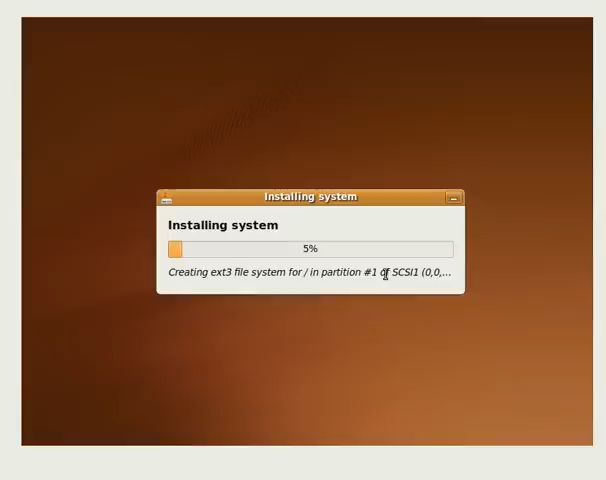 Installing system
Installing system
5%
Creating ext3 file system for / in partition #1 of SCSI1 (0,0,...